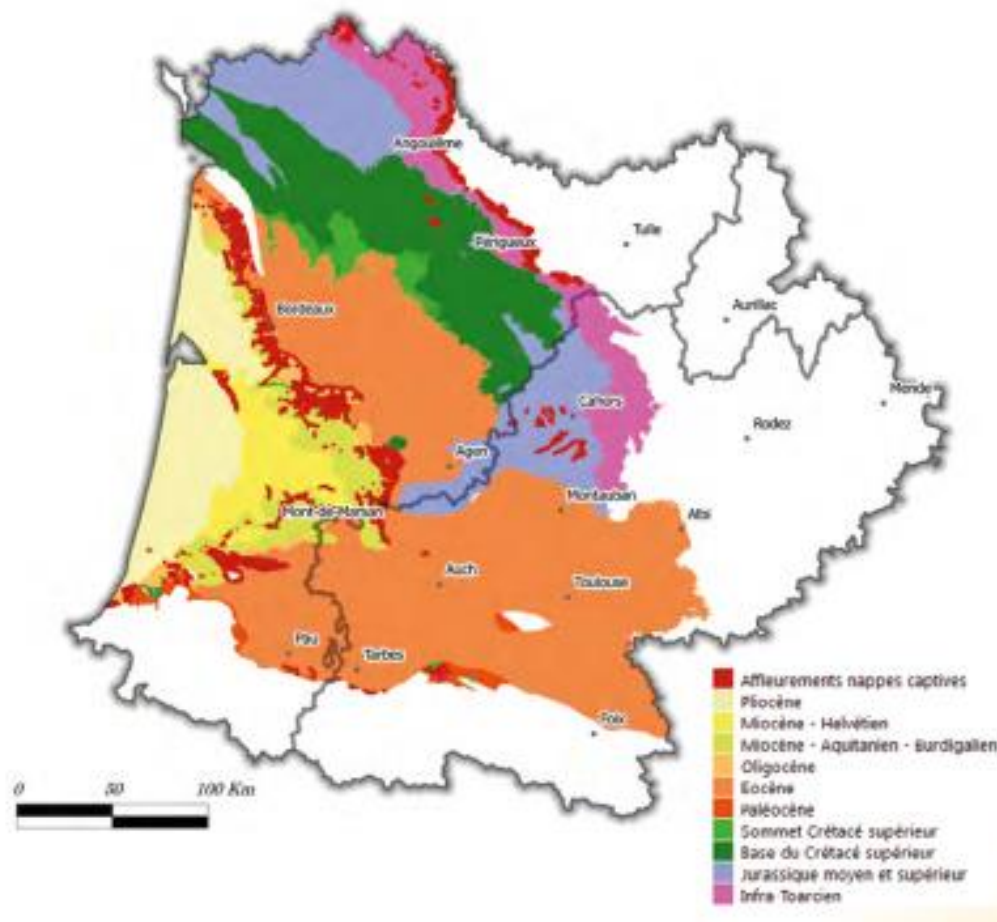 Angoulême
Périgueux
Tulle
Aurillac
Bordeaux
Mende
Cahors
Rodez
Agen
Montauban
Mont-de-Marsan
Albi
Auch
Toulouse
Pau
Tarbes
Foix
Affleurements nappes captives
Pliocène
Miocène - Helvétien
Miocène - Aquitanien - Burdigalien
Oligocène
Eocène
Paléocène
Sommet Crétacé supérieur
Base du Crétacé supérieur
Jurassique moyen et supérieur
Infra Toarcien
0 50 100 Km